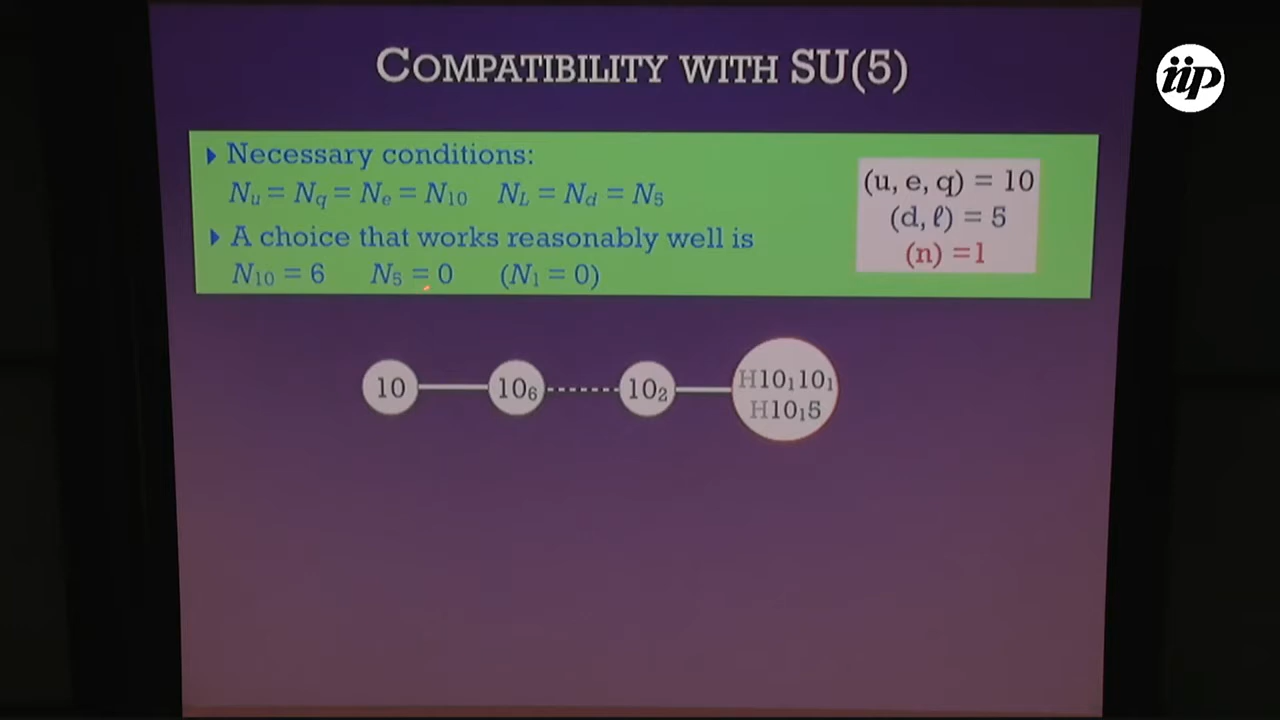 COMPATIBILITY WITH SU(5)
iip
Necessary conditions:
N_u = N_q = N_e = N_10 N_L = N_d = N_5
A choice that works reasonably well is
N_10 = 6 N_5 = 0 (N_1 = 0)
(u, e, q) = 10
(d, ℓ) = 5
(n) =1
10
10_6
10_2
H10_1 10_1
H10_1 5